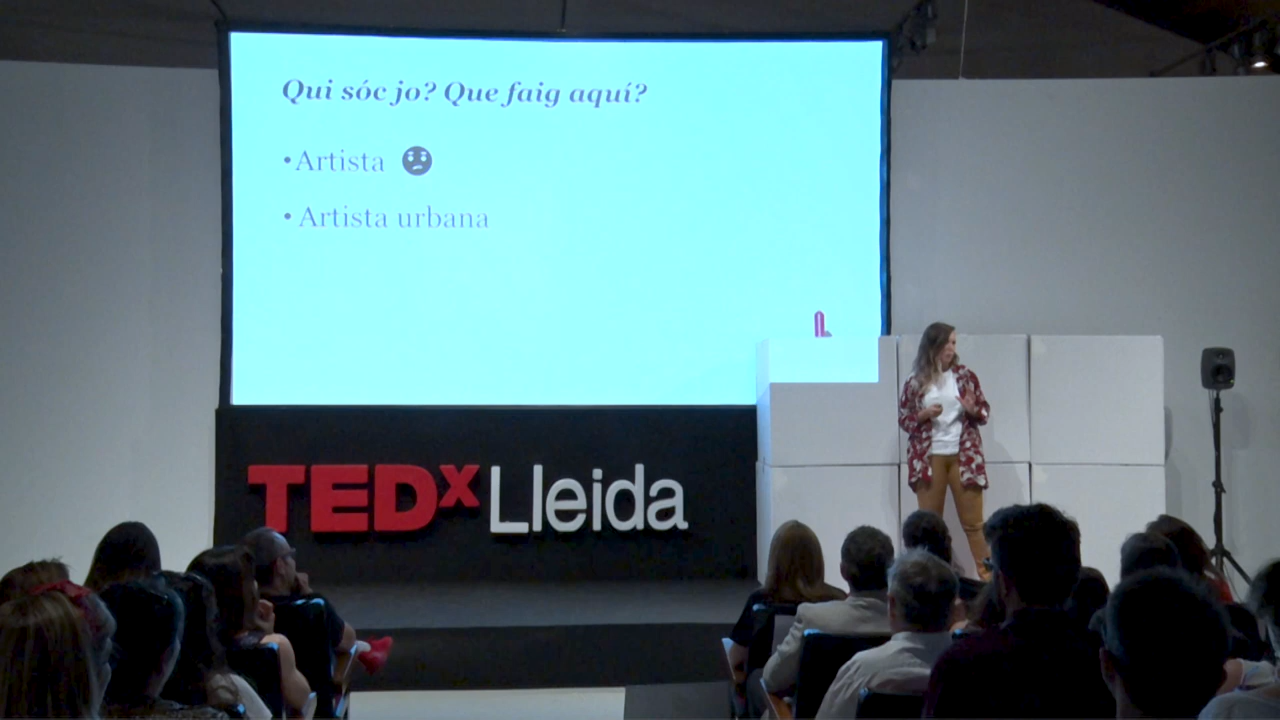 Qui sóc jo? Que faig aquí?
•Artista
• Artista urbana
TEDx Lleida